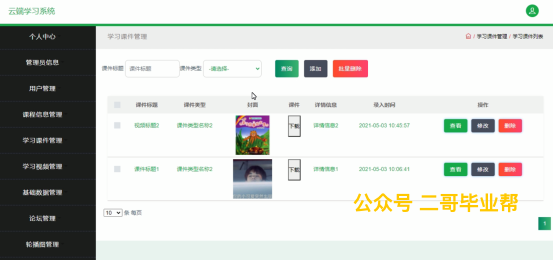 云端学习系统
个人中心
管理员信息
用户管理
课程信息管理
学习课件管理
学习视频管理
基础数据管理
论坛管理
轮播图管理
学习课件管理
/ 学习课件管理 / 学习课件列表
课件标题 课件标题 课件类型 -请选择- 查询 添加 批量删除
课件标题 课件类型 封面 课件 详情信息 录入时间 操作
视频标题2 课件类型名称2 下载 详情信息2 2021-05-03 10:45:57 查看 修改 删除
课件标题1 课件类型名称2 下载 详情信息1 2021-05-03 10:06:41 查看 修改 删除
10 条 每页
1
公众号 二哥毕业帮